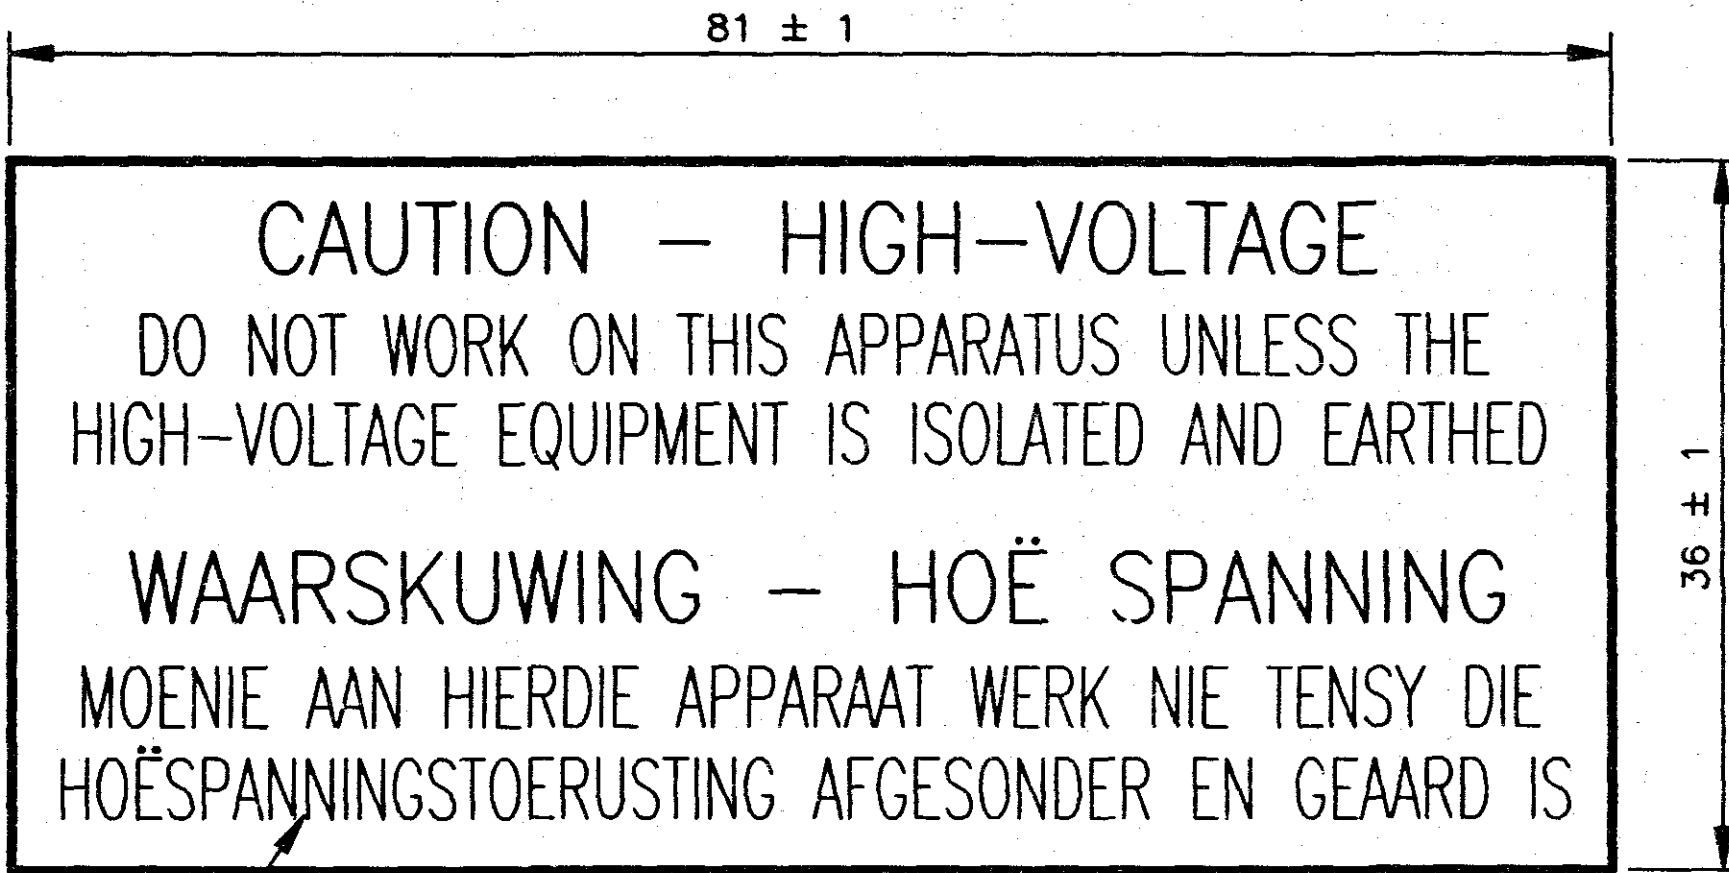 81 ± 1
CAUTION – HIGH–VOLTAGE
DO NOT WORK ON THIS APPARATUS UNLESS THE
HIGH–VOLTAGE EQUIPMENT IS ISOLATED AND EARTHED
WAARSKUWING – HOË SPANNING
MOENIE AAN HIERDIE APPARAAT WERK NIE TENSY DIE
HOËSPANNINGSTOERUSTING AFGESONDER EN GEAARD IS
36 ± 1